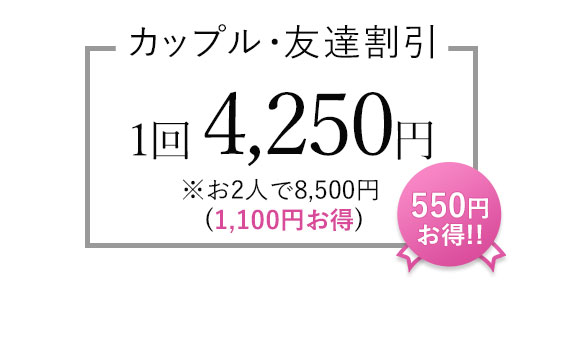 カップル・友達割引
1回 4,250円
※お2人で8,500円
(1,100円お得)
550円
お得!!